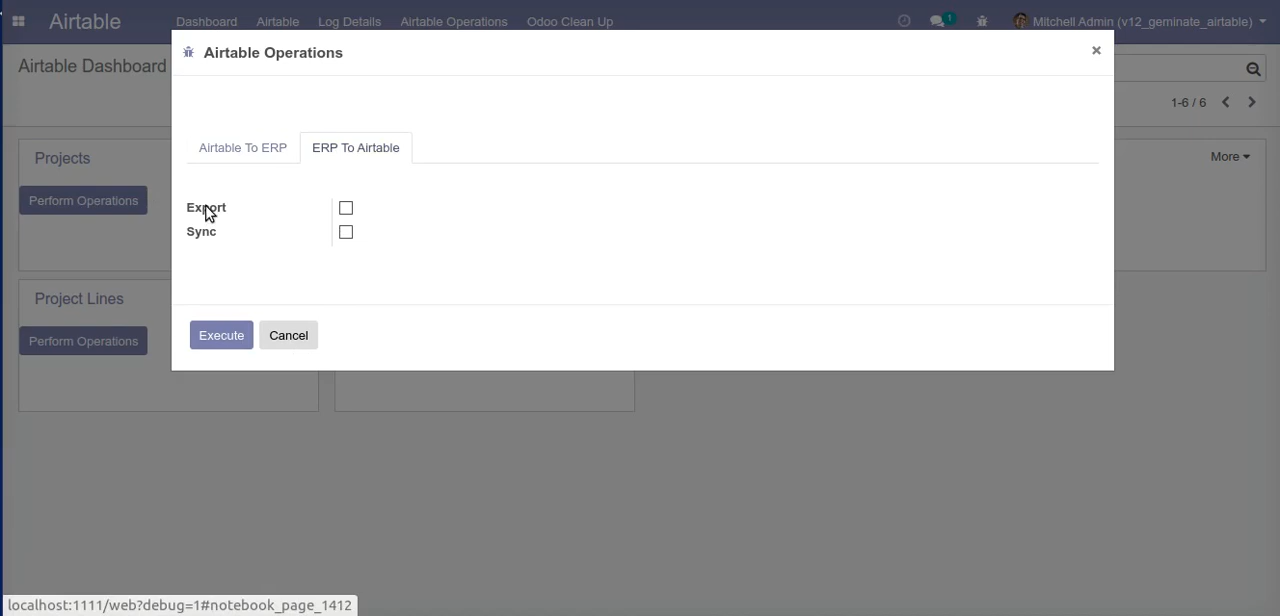 Airtable Dashboard Airtable Log Details Airtable Operations Odoo Clean Up 1 Mitchell Admin (v12_geminate_airtable)
Airtable Operations ×
Airtable Dashboard
1-6 / 6
Airtable To ERP ERP To Airtable
Projects More
Perform Operations
Export
Sync
Project Lines
Perform Operations
Execute Cancel
localhost:1111/web?debug=1#notebook_page_1412